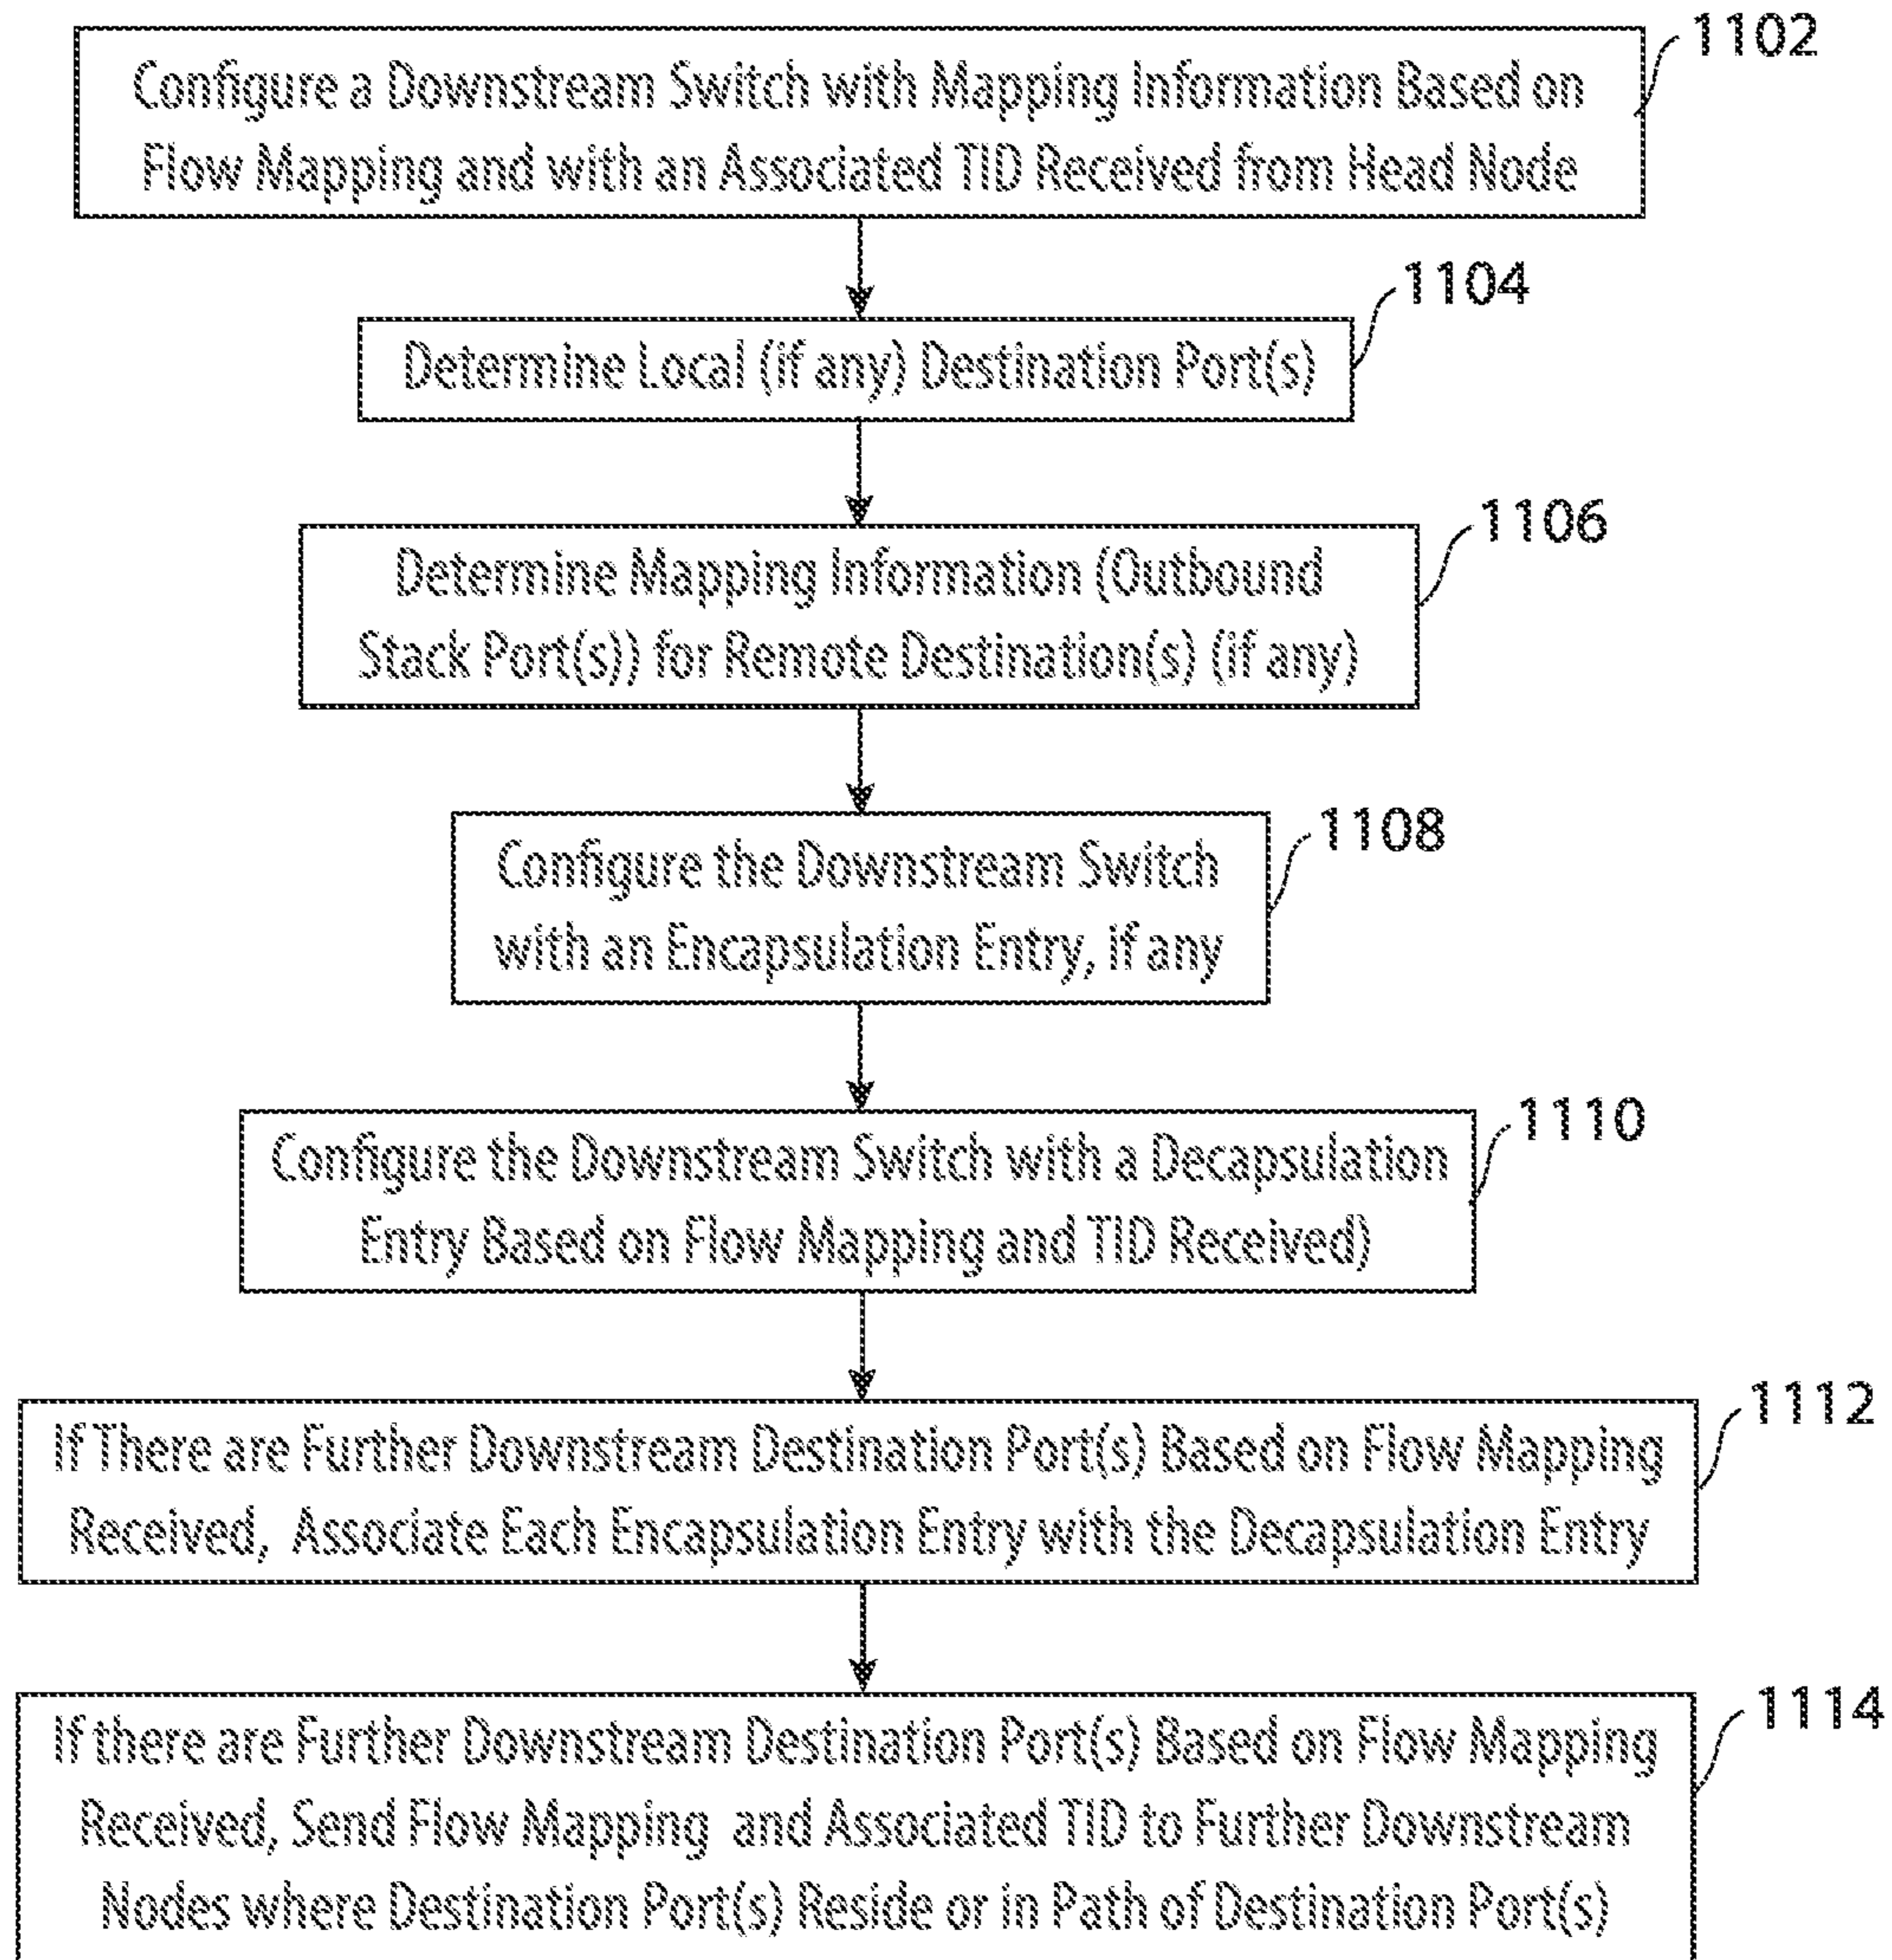 1102
Configure a Downstream Switch with Mapping Information Based on
Flow Mapping and with an Associated TID Received from Head Node
1104
Determine Local (if any) Destination Port(s)
1106
Determine Mapping Information (Outbound
Stack Port(s)) for Remote Destination(s) (if any)
1108
Configure the Downstream Switch
with an Encapsulation Entry, if any
1110
Configure the Downstream Switch with a Decapsulation
Entry Based on Flow Mapping and TID Received)
1112
If There are Further Downstream Destination Port(s) Based on Flow Mapping
Received, Associate Each Encapsulation Entry with the Decapsulation Entry
1114
If there are Further Downstream Destination Port(s) Based on Flow Mapping
Received, Send Flow Mapping and Associated TID to Further Downstream
Nodes where Destination Port(s) Reside or in Path of Destination Port(s)